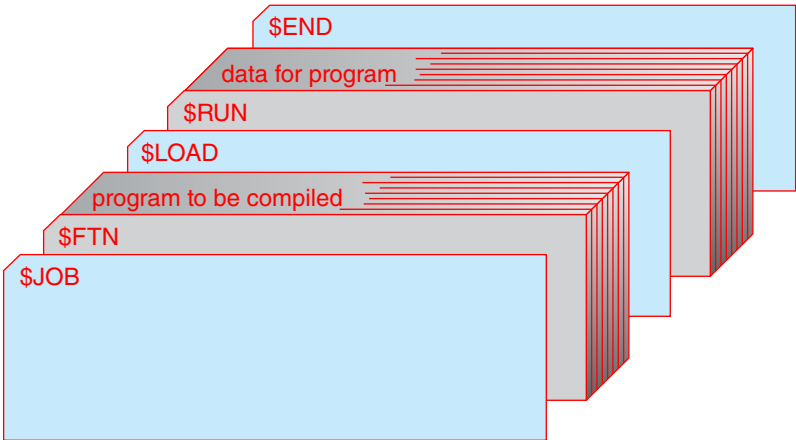 $END
data for program
$RUN
$LOAD
program to be compiled
$FTN
$JOB